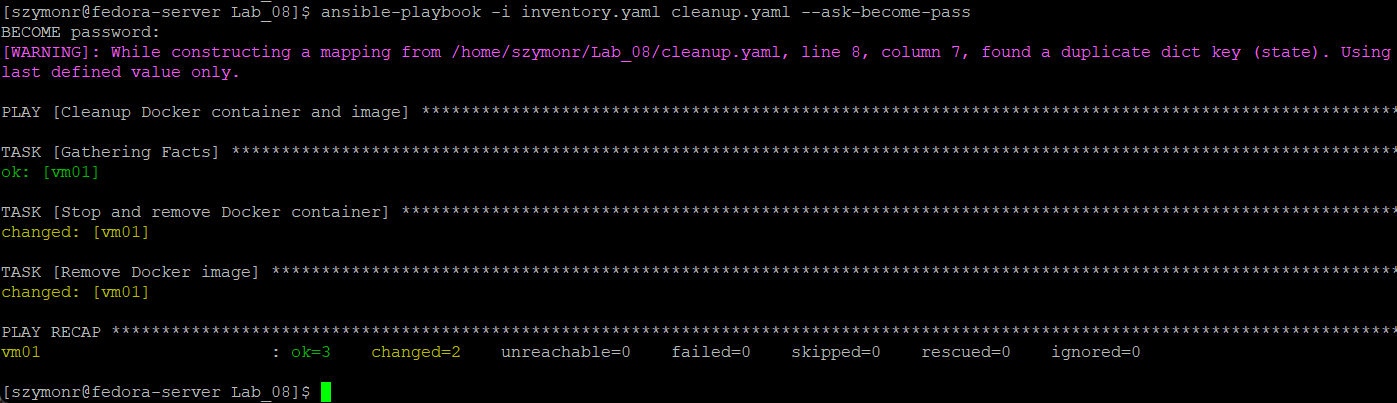 [szymonr@fedora-server Lab_08]$ ansible-playbook -i inventory.yaml cleanup.yaml --ask-become-pass
BECOME password:
[WARNING]: While constructing a mapping from /home/szymonr/Lab_08/cleanup.yaml, line 8, column 7, found a duplicate dict key (state). Using
last defined value only.
PLAY [Cleanup Docker container and image] **************************************************************************************************
TASK [Gathering Facts] *********************************************************************************************************************
ok: [vm01]
TASK [Stop and remove Docker container] ****************************************************************************************************
changed: [vm01]
TASK [Remove Docker image] *****************************************************************************************************************
changed: [vm01]
PLAY RECAP *********************************************************************************************************************************
vm01                       : ok=3    changed=2    unreachable=0    failed=0    skipped=0    rescued=0    ignored=0
[szymonr@fedora-server Lab_08]$